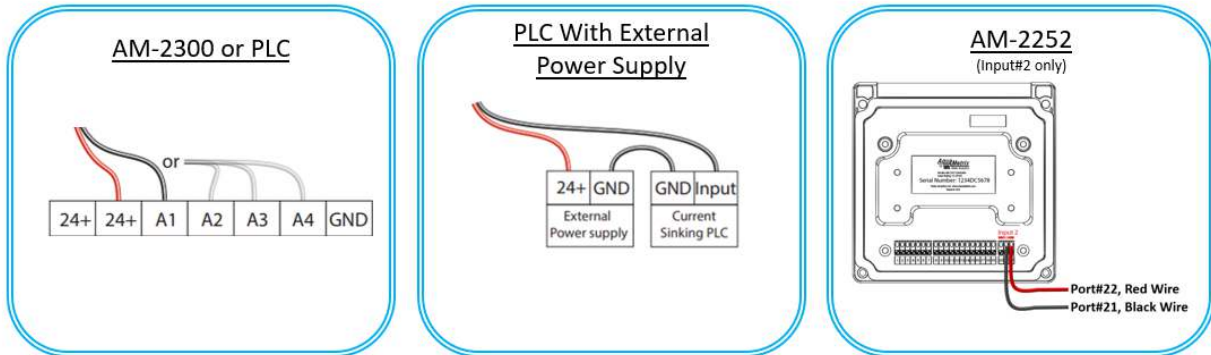 AM-2300 or PLC
or
24+ 24+ A1 A2 A3 A4 GND
PLC With External
Power Supply
24+ GND GND Input
External
Power supply
Current
Sinking PLC
AM-2252
(Input#2 only)
Serial Number: 1234DC5678
Input 2
Port#22, Red Wire
Port#21, Black Wire